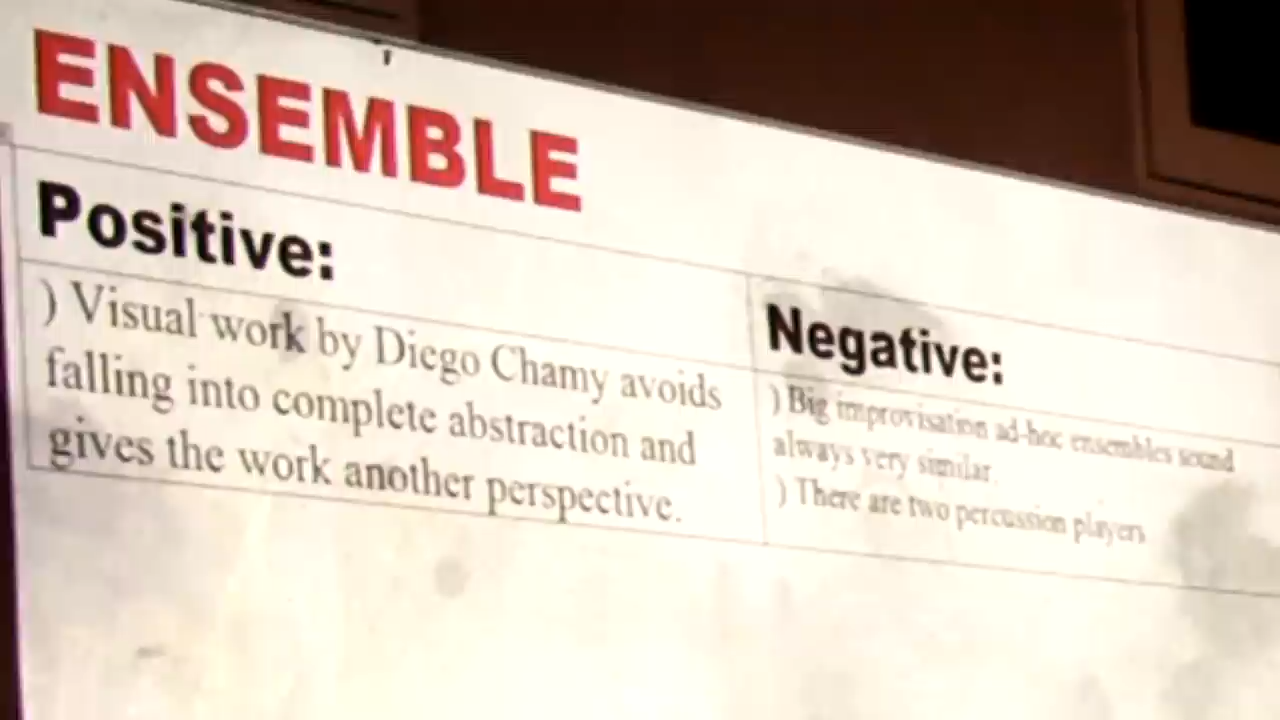 ENSEMBLE
Positive:
) Visual work by Diego Chamy avoids
falling into complete abstraction and
gives the work another perspective.
Negative:
) Big improvisation ad-hoc ensembles sound
always very similar.
) There are two percussion players